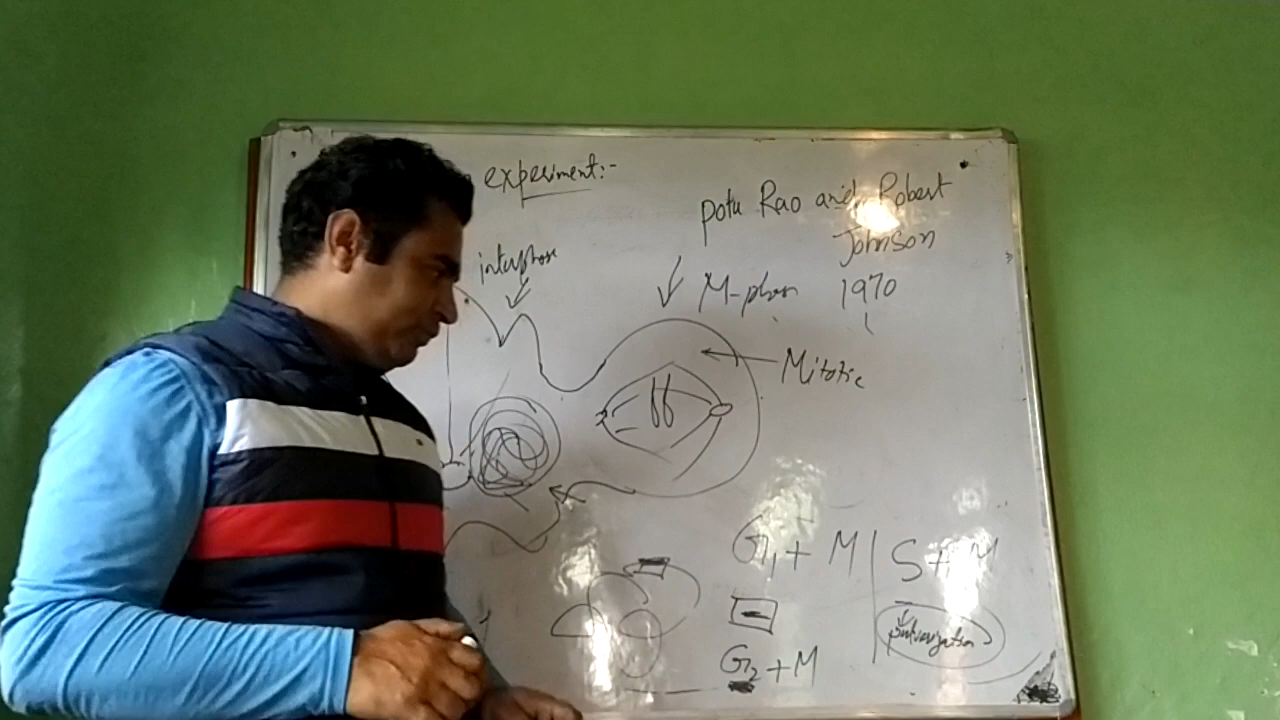 experiment:-
Potu Rao and Robert
Johnson
interphase
M-phase 1970
Mitotic
G1 + M | S + M
G2 + M